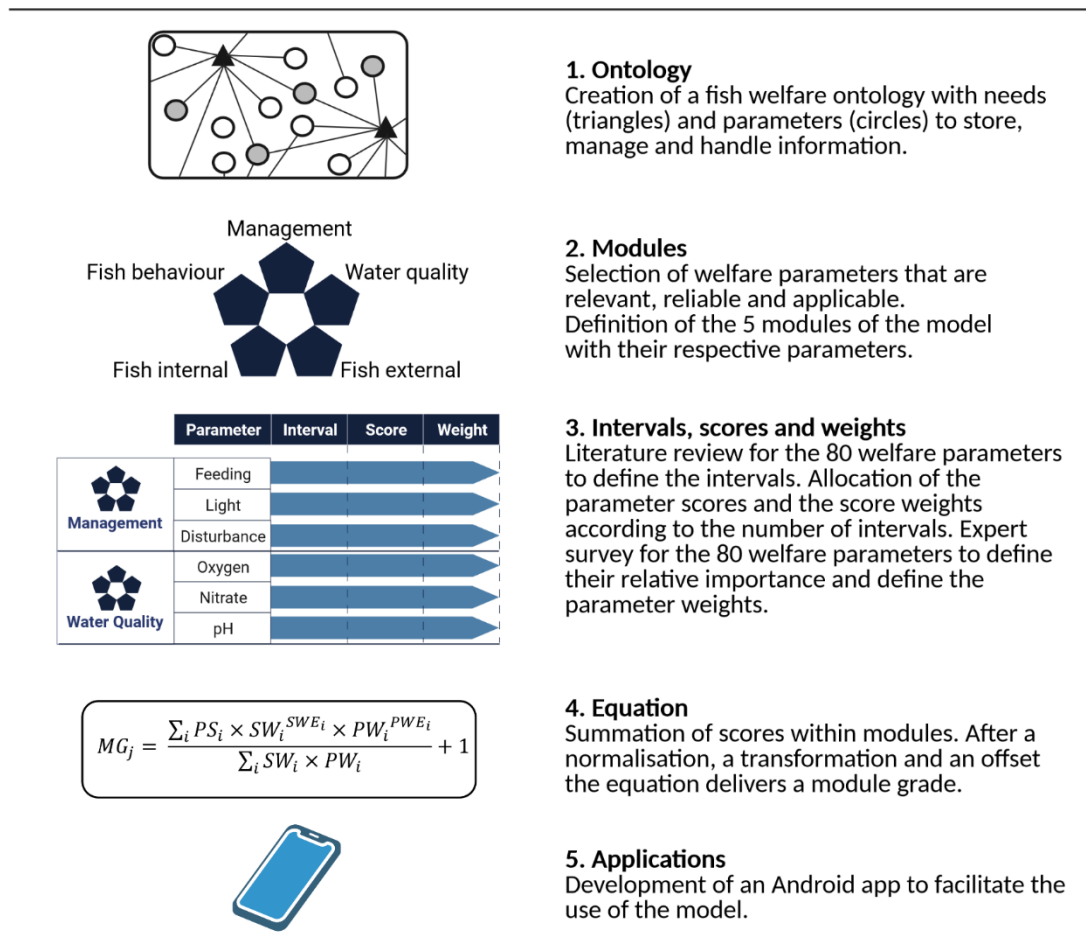 1. Ontology
Creation of a fish welfare ontology with needs
(triangles) and parameters (circles) to store,
manage and handle information.
Management
Fish behaviour
Water quality
Fish internal
Fish external
2. Modules
Selection of welfare parameters that are
relevant, reliable and applicable.
Definition of the 5 modules of the model
with their respective parameters.
Parameter Interval Score Weight
Management
Feeding
Light
Disturbance
Water Quality
Oxygen
Nitrate
pH
3. Intervals, scores and weights
Literature review for the 80 welfare parameters
to define the intervals. Allocation of the
parameter scores and the score weights
according to the number of intervals. Expert
survey for the 80 welfare parameters to define
their relative importance and define the
parameter weights.
MG_j = \frac{\sum_i PS_i × SW_i^{SWE_i} × PW_i^{PWE_i}}{\sum_i SW_i × PW_i} + 1
4. Equation
Summation of scores within modules. After a
normalisation, a transformation and an offset
the equation delivers a module grade.
5. Applications
Development of an Android app to facilitate the
use of the model.